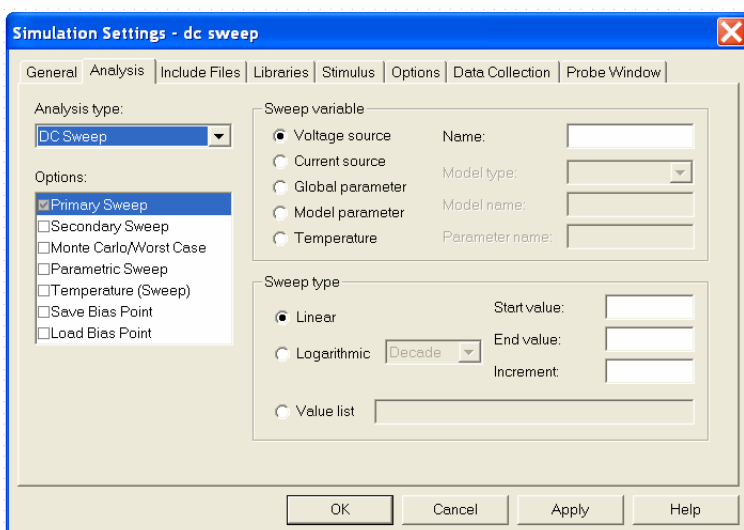 Simulation Settings - dc sweep
General Analysis Include Files Libraries Stimulus Options Data Collection Probe Window
Analysis type:
DC Sweep
Options:
Primary Sweep
Secondary Sweep
Monte Carlo/Worst Case
Parametric Sweep
Temperature (Sweep)
Save Bias Point
Load Bias Point
Sweep variable
Voltage source
Current source
Global parameter
Model parameter
Temperature
Name:
Model type:
Model name:
Parameter name:
Sweep type
Linear
Logarithmic Decade
Value list
Start value:
End value:
Increment:
OK Cancel Apply Help